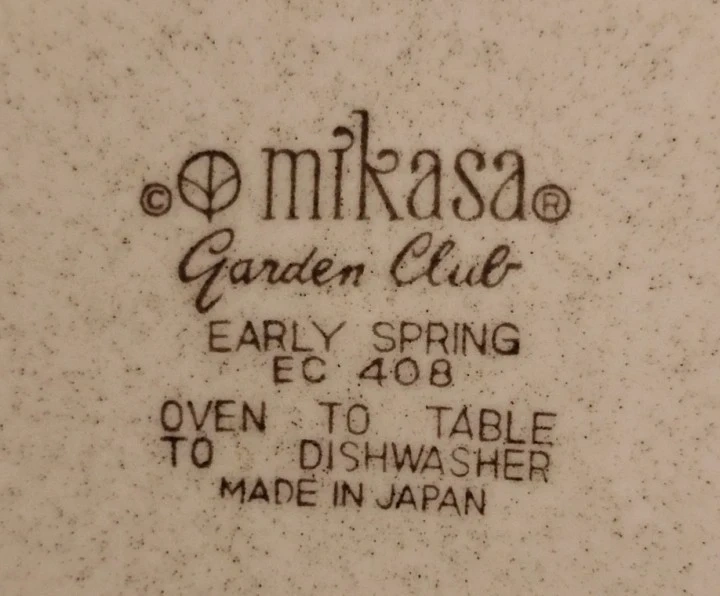 © mikasa®
Garden Club
EARLY SPRING
EC 408
OVEN TO TABLE
TO DISHWASHER
MADE IN JAPAN